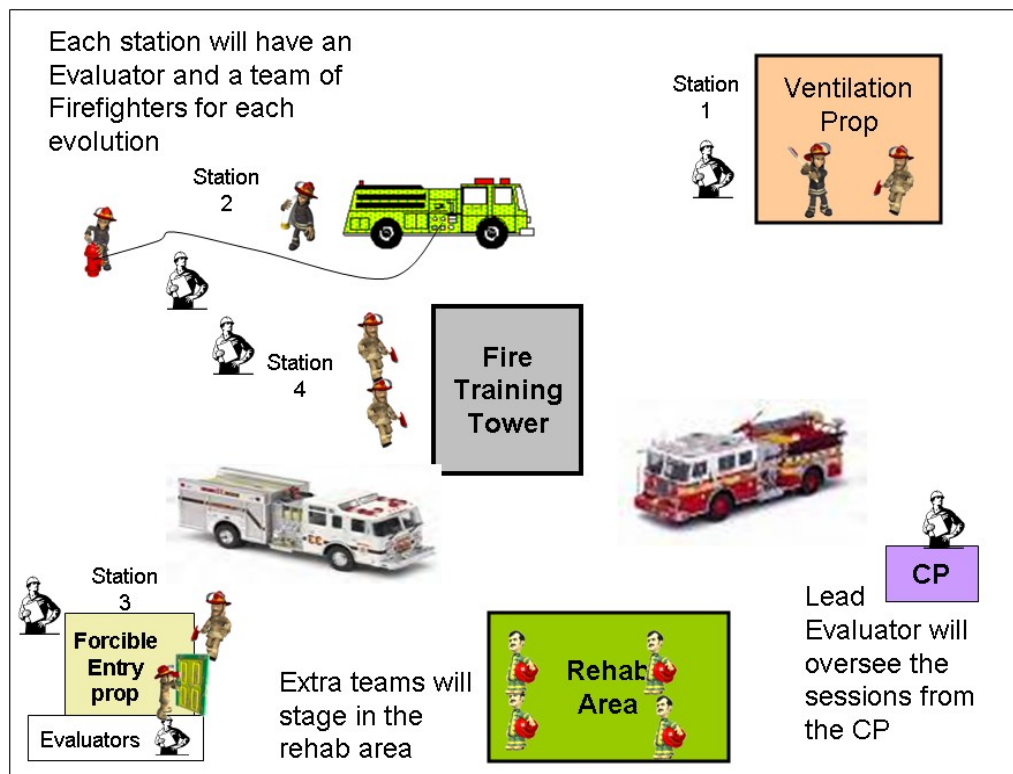 Each station will have an
Evaluator and a team of
Firefighters for each
evolution
Station
1
Ventilation
Prop
Station
2
Station
4
Fire
Training
Tower
Station
3
Forcible
Entry
prop
Evaluators
Extra teams will
stage in the
rehab area
Rehab
Area
CP
Lead
Evaluator will
oversee the
sessions from
the CP